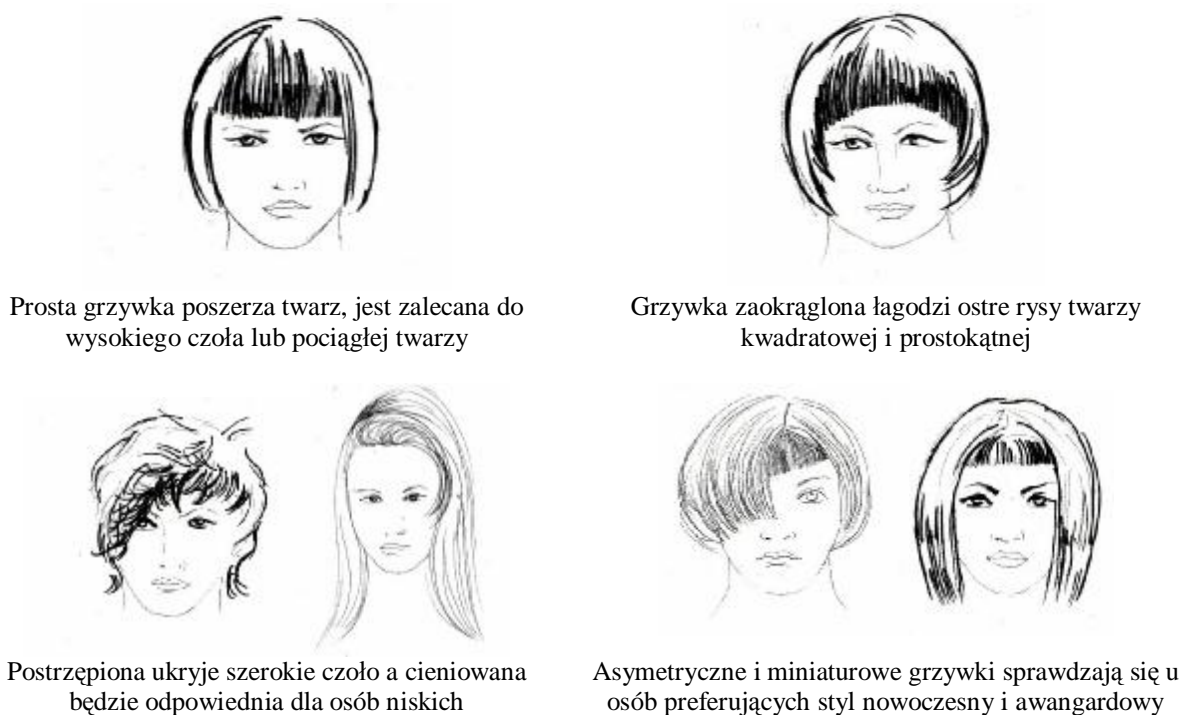 Prosta grzywka poszerza twarz, jest zalecana do
wysokiego czoła lub pociągłej twarzy
Grzywka zaokrąglona łagodzi ostre rysy twarzy
kwadratowej i prostokątnej
Postrzępiona ukryje szerokie czoło a cieniowana
będzie odpowiednia dla osób niskich
Asymetryczne i miniaturowe grzywki sprawdzają się u
osób preferujących styl nowoczesny i awangardowy